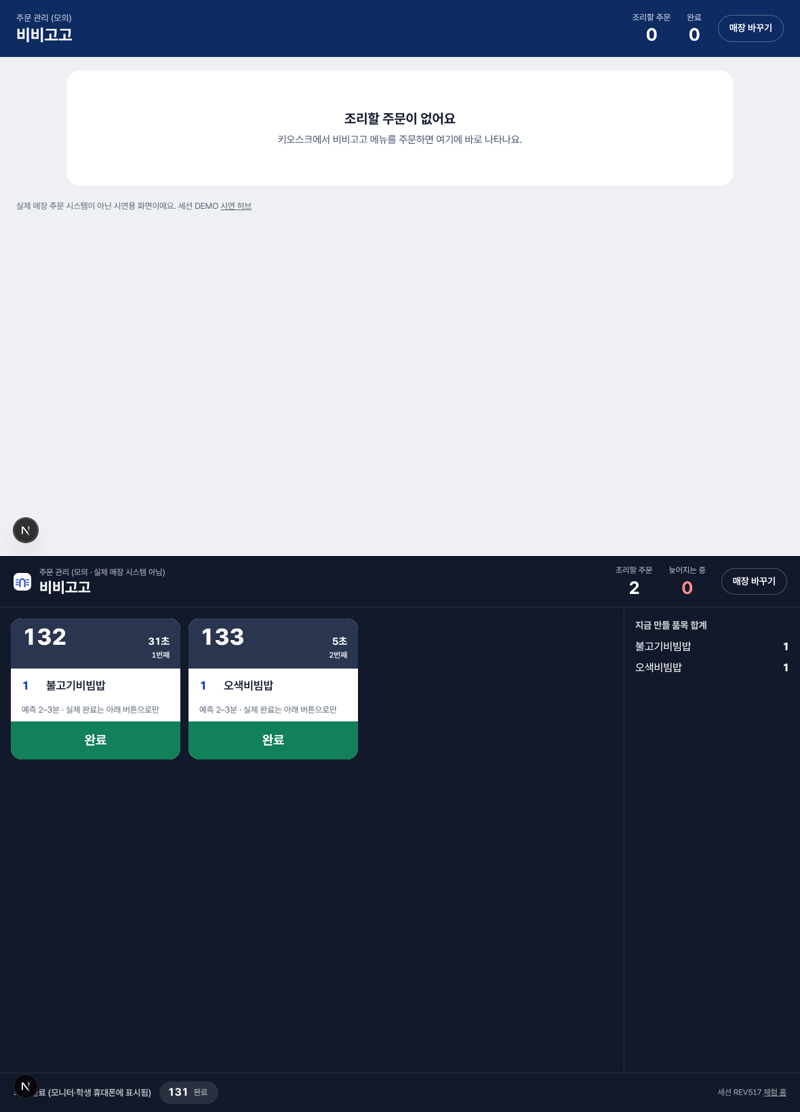 주문 관리 (모의)
비비고고
조리할 주문 완료
0 0
매장 바꾸기
조리할 주문이 없어요
키오스크에서 비비고고 메뉴를 주문하면 여기에 바로 나타나요.
실제 매장 주문 시스템이 아닌 시연용 화면이에요. 세션 DEMO 시연 허브
N
주문 관리 (모의 · 실제 매장 시스템 아님)
비비고고
조리할 주문 늦어지는 중
2 0
매장 바꾸기
132 31초
1번째
1 불고기비빔밥
예측 2–3분 · 실제 완료는 아래 버튼으로만
완료
133 5초
2번째
1 오색비빔밥
예측 2–3분 · 실제 완료는 아래 버튼으로만
완료
지금 만들 품목 합계
불고기비빔밥 1
오색비빔밥 1
N
(모니터·학생 휴대폰에 표시됨) 131 완료
세션 REV517 체험 홈